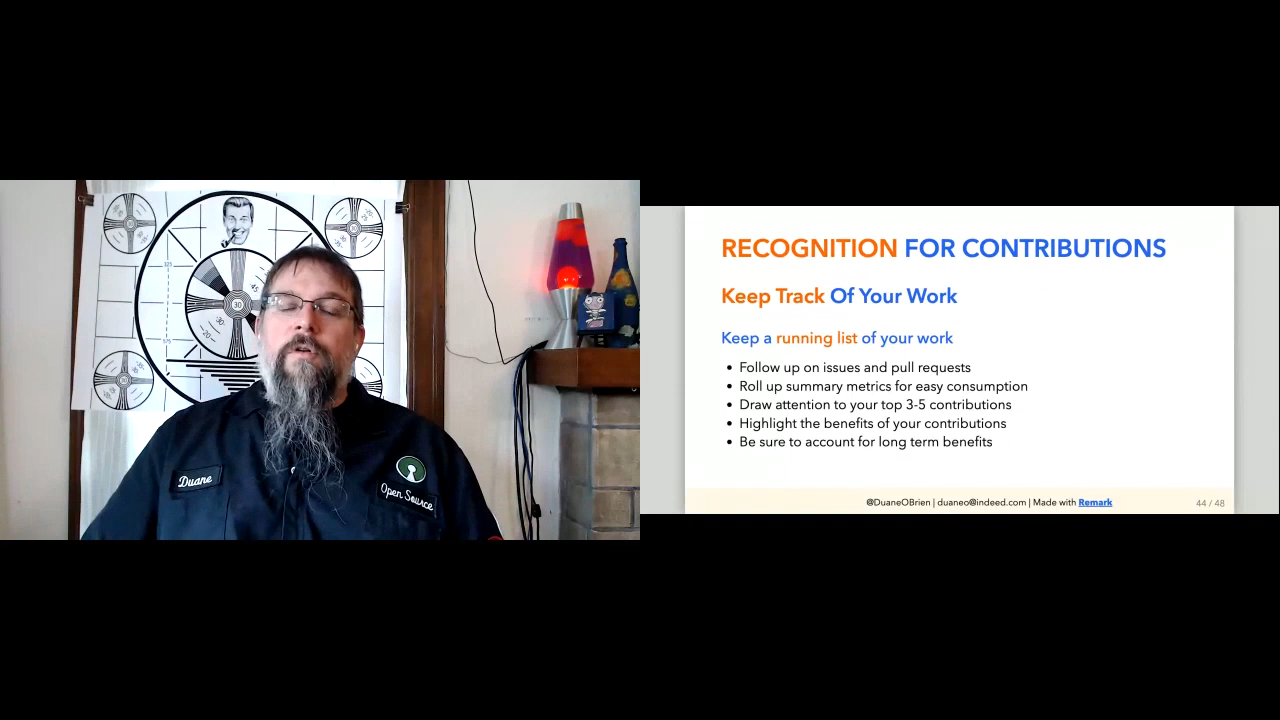 30
45
Duane
Open Source
RECOGNITION FOR CONTRIBUTIONS
Keep Track Of Your Work
Keep a running list of your work
• Follow up on issues and pull requests
• Roll up summary metrics for easy consumption
• Draw attention to your top 3-5 contributions
• Highlight the benefits of your contributions
• Be sure to account for long term benefits
@DuaneOBrien | duaneo@indeed.com | Made with Remark
44 / 48